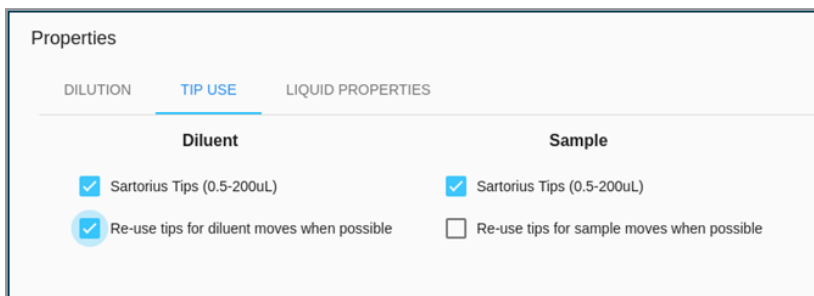 Properties
DILUTION TIP USE LIQUID PROPERTIES
Diluent Sample
Sartorius Tips (0.5-200uL) Sartorius Tips (0.5-200uL)
Re-use tips for diluent moves when possible Re-use tips for sample moves when possible